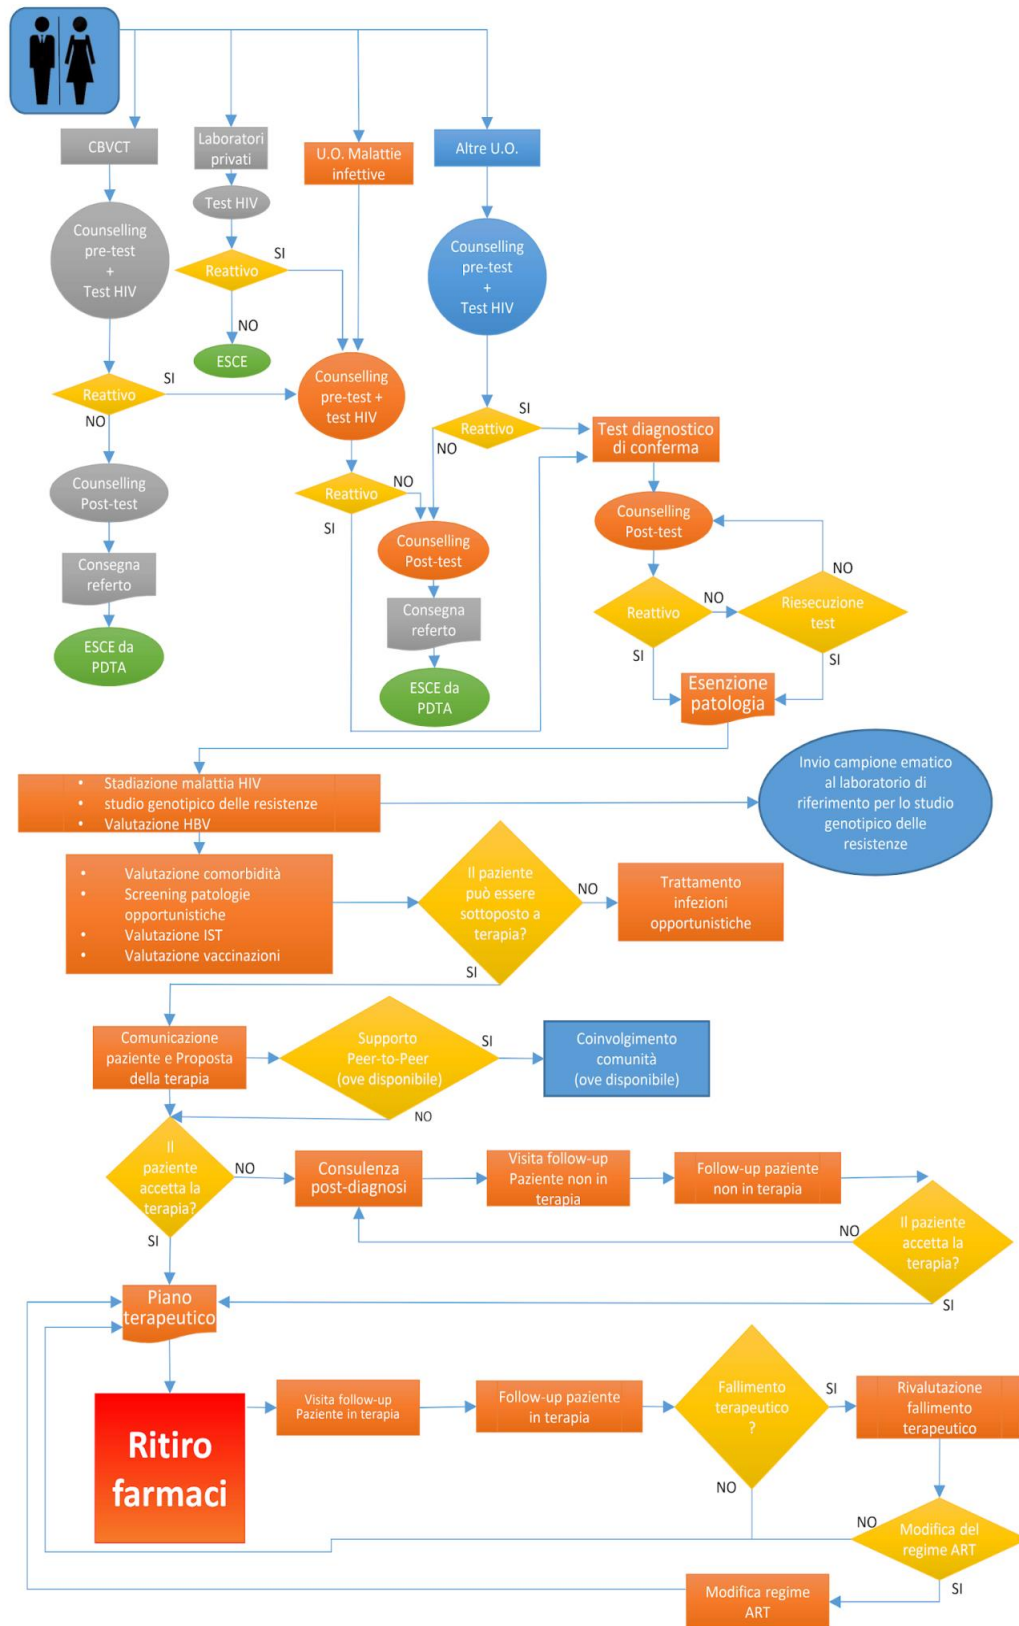 CBVCT
Laboratori
privati
U.O. Malattie
infettive
Altre U.O.
Test HIV
Counselling
pre-test
+
Test HIV
Reattivo
SI
NO
ESCE
Counselling
pre-test
+
Test HIV
Reattivo
SI
NO
Counselling
pre-test +
test HIV
Reattivo
SI
NO
Test diagnostico
di conferma
Counselling
Post-test
Consegna
referto
ESCE da
PDTA
Reattivo
NO
SI
Counselling
Post-test
Consegna
referto
ESCE da
PDTA
Counselling
Post-test
NO
Reattivo
NO
Riesecuzione
test
SI
SI
Esenzione
patologia
• Stadiazione malattia HIV
• studio genotipico delle resistenze
• Valutazione HBV
Invio campione ematico
al laboratorio di
riferimento per lo studio
genotipico delle
resistenze
• Valutazione comorbidità
• Screening patologie
opportunistiche
• Valutazione IST
• Valutazione vaccinazioni
Il paziente
può essere
sottoposto a
terapia?
NO
Trattamento
infezioni
opportunistiche
SI
Comunicazione
paziente e Proposta
della terapia
Supporto
Peer-to-Peer
(ove disponibile)
SI
Coinvolgimento
comunità
(ove disponibile)
NO
Il
paziente
accetta la
terapia?
NO
Consulenza
post-diagnosi
Visita follow-up
Paziente non in
terapia
Follow-up paziente
non in terapia
SI
NO
Il paziente
accetta la
terapia?
SI
Piano
terapeutico
Ritiro
farmaci
Visita follow-up
Paziente in terapia
Follow-up paziente
in terapia
Fallimento
terapeutico
?
SI
Rivalutazione
fallimento
terapeutico
NO
NO
Modifica del
regime ART
SI
Modifica regime
ART